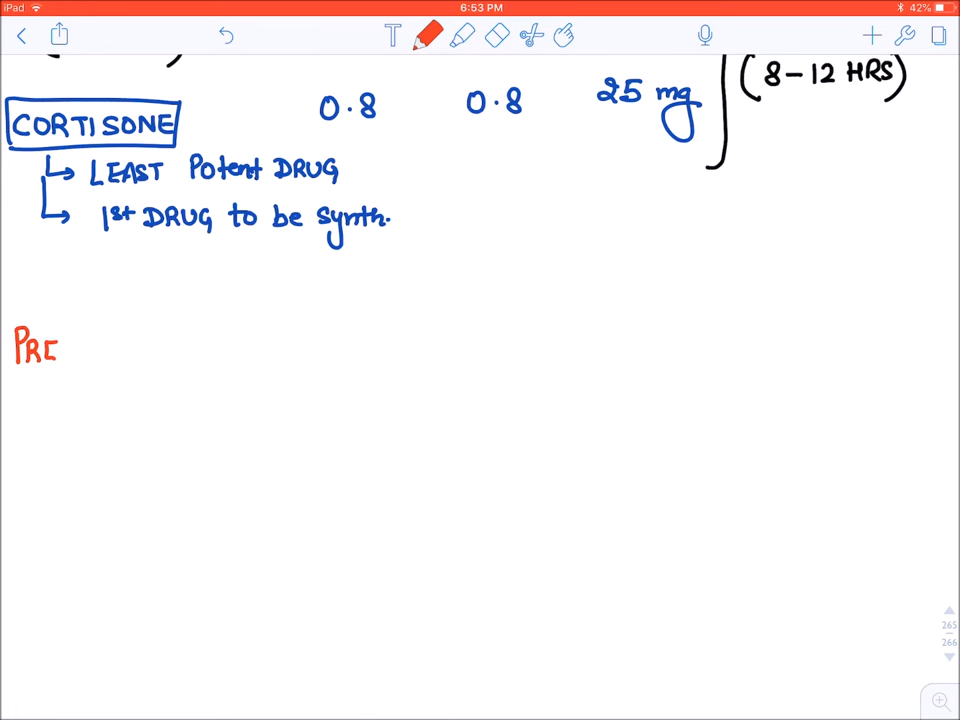 iPad 6:53 PM 42%
T
(8-12 HRS)
CORTISONE 0.8 0.8 25 mg
LEAST Potent DRUG
1st DRUG to be synth.
PRE
265
266